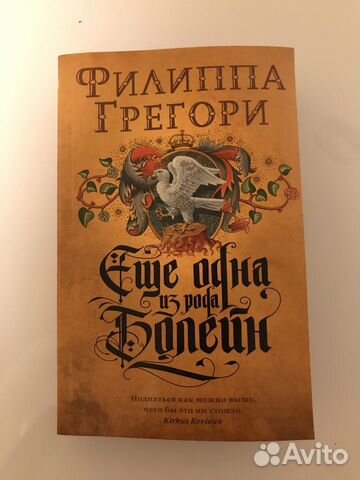 Филиппа
Грегори
Еще одна
из рода
Болейн
Подняться как можно выше,
чего бы это ни стоило.
Kirkus Reviews
Avito